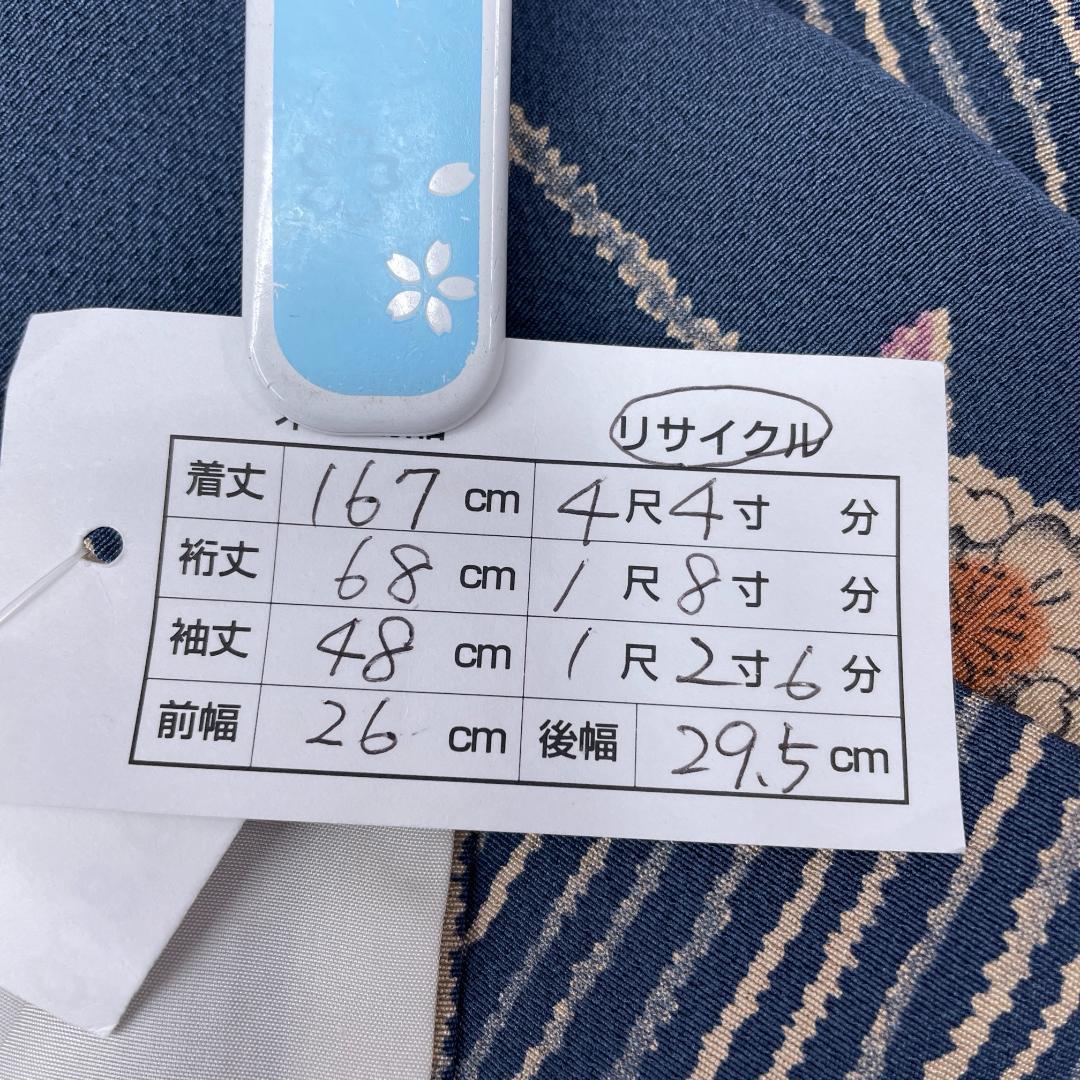 リサイクル
着丈 167 cm 4尺4寸 分
裄丈 68 cm 1尺8寸 分
袖丈 48 cm 1尺2寸6分
前幅 26 cm 後幅 29.5cm